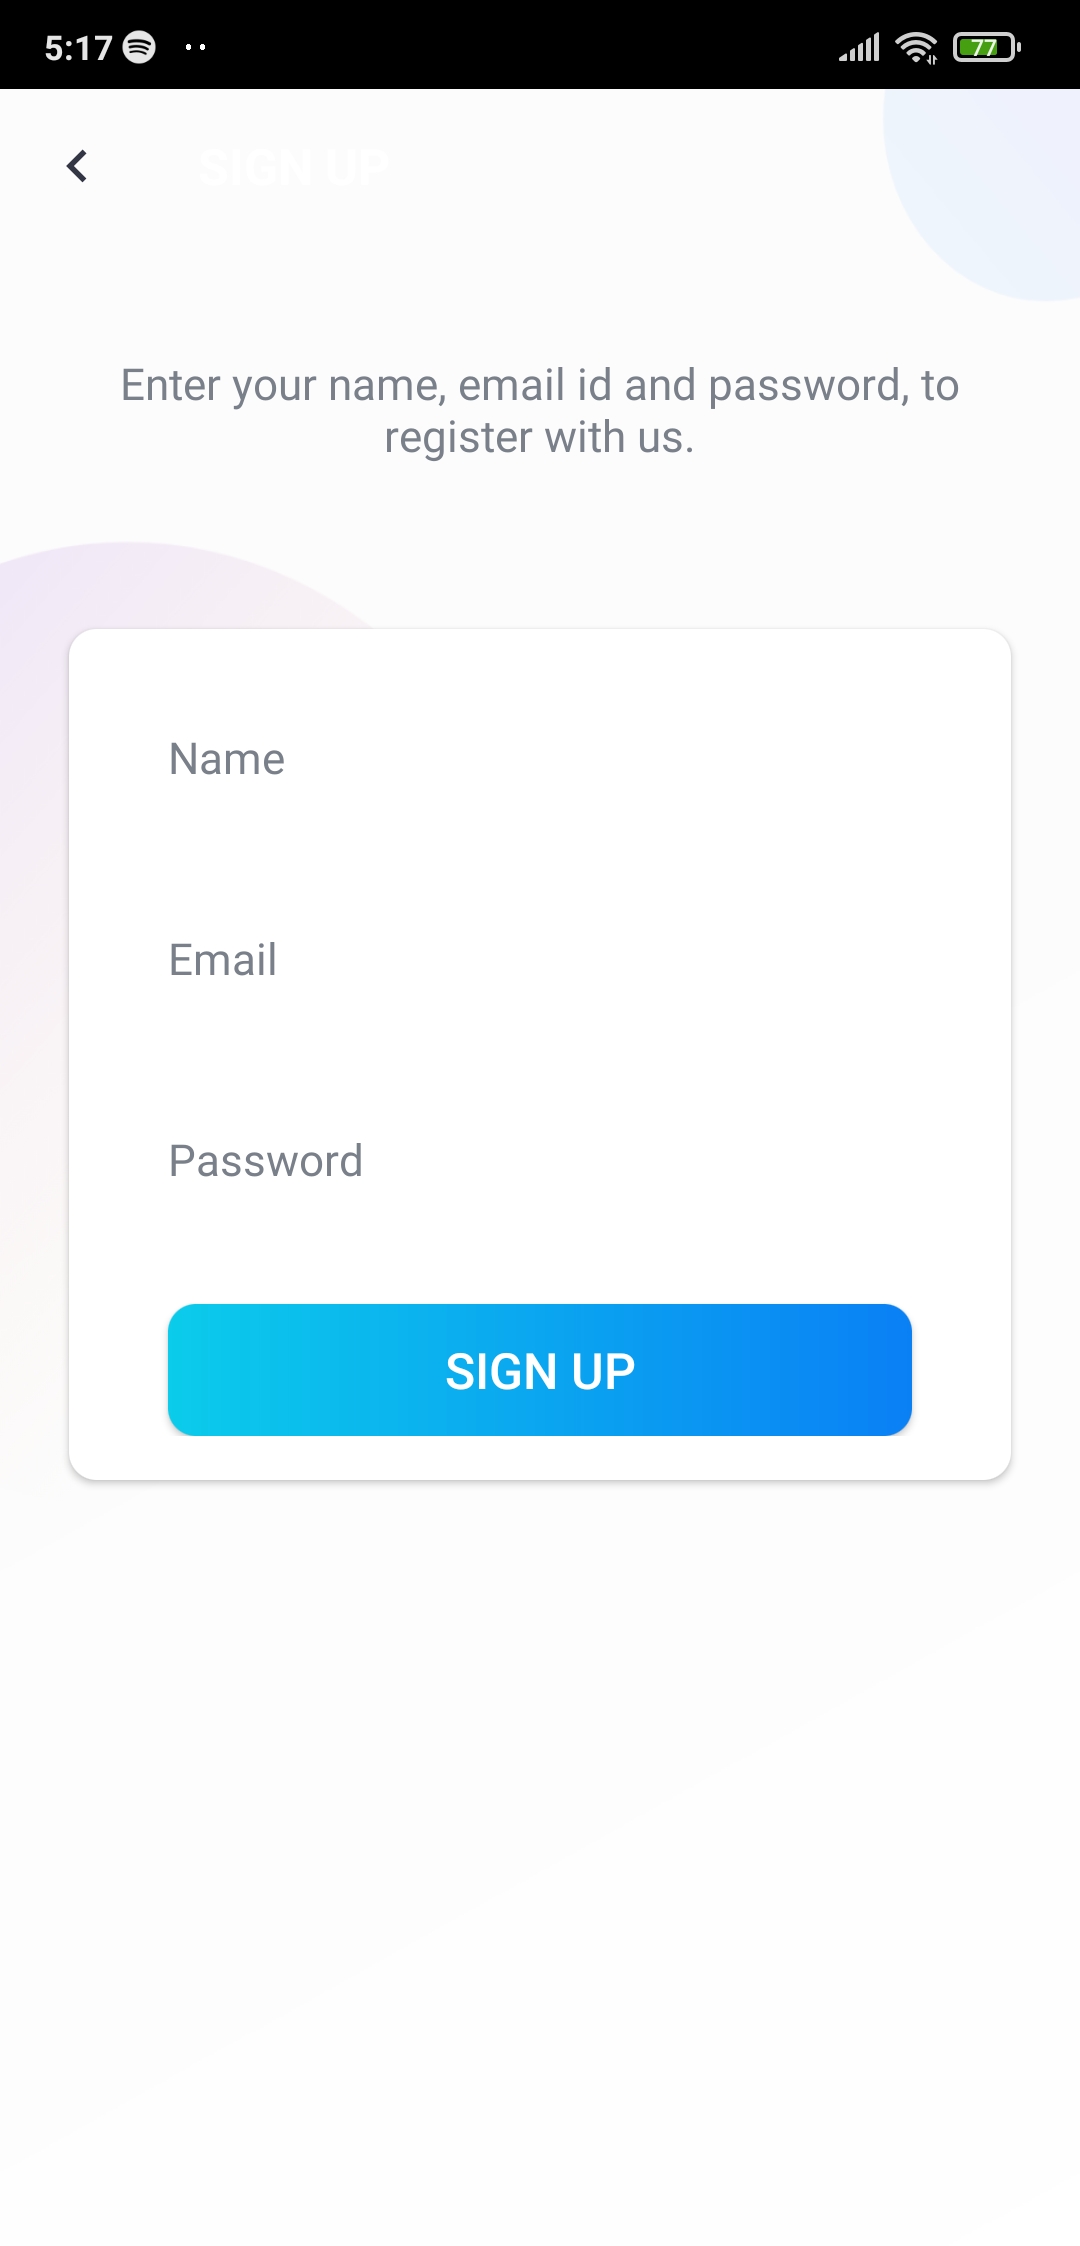 5:17
77
SIGN UP
Enter your name, email id and password, to
register with us.
Name
Email
Password
SIGN UP